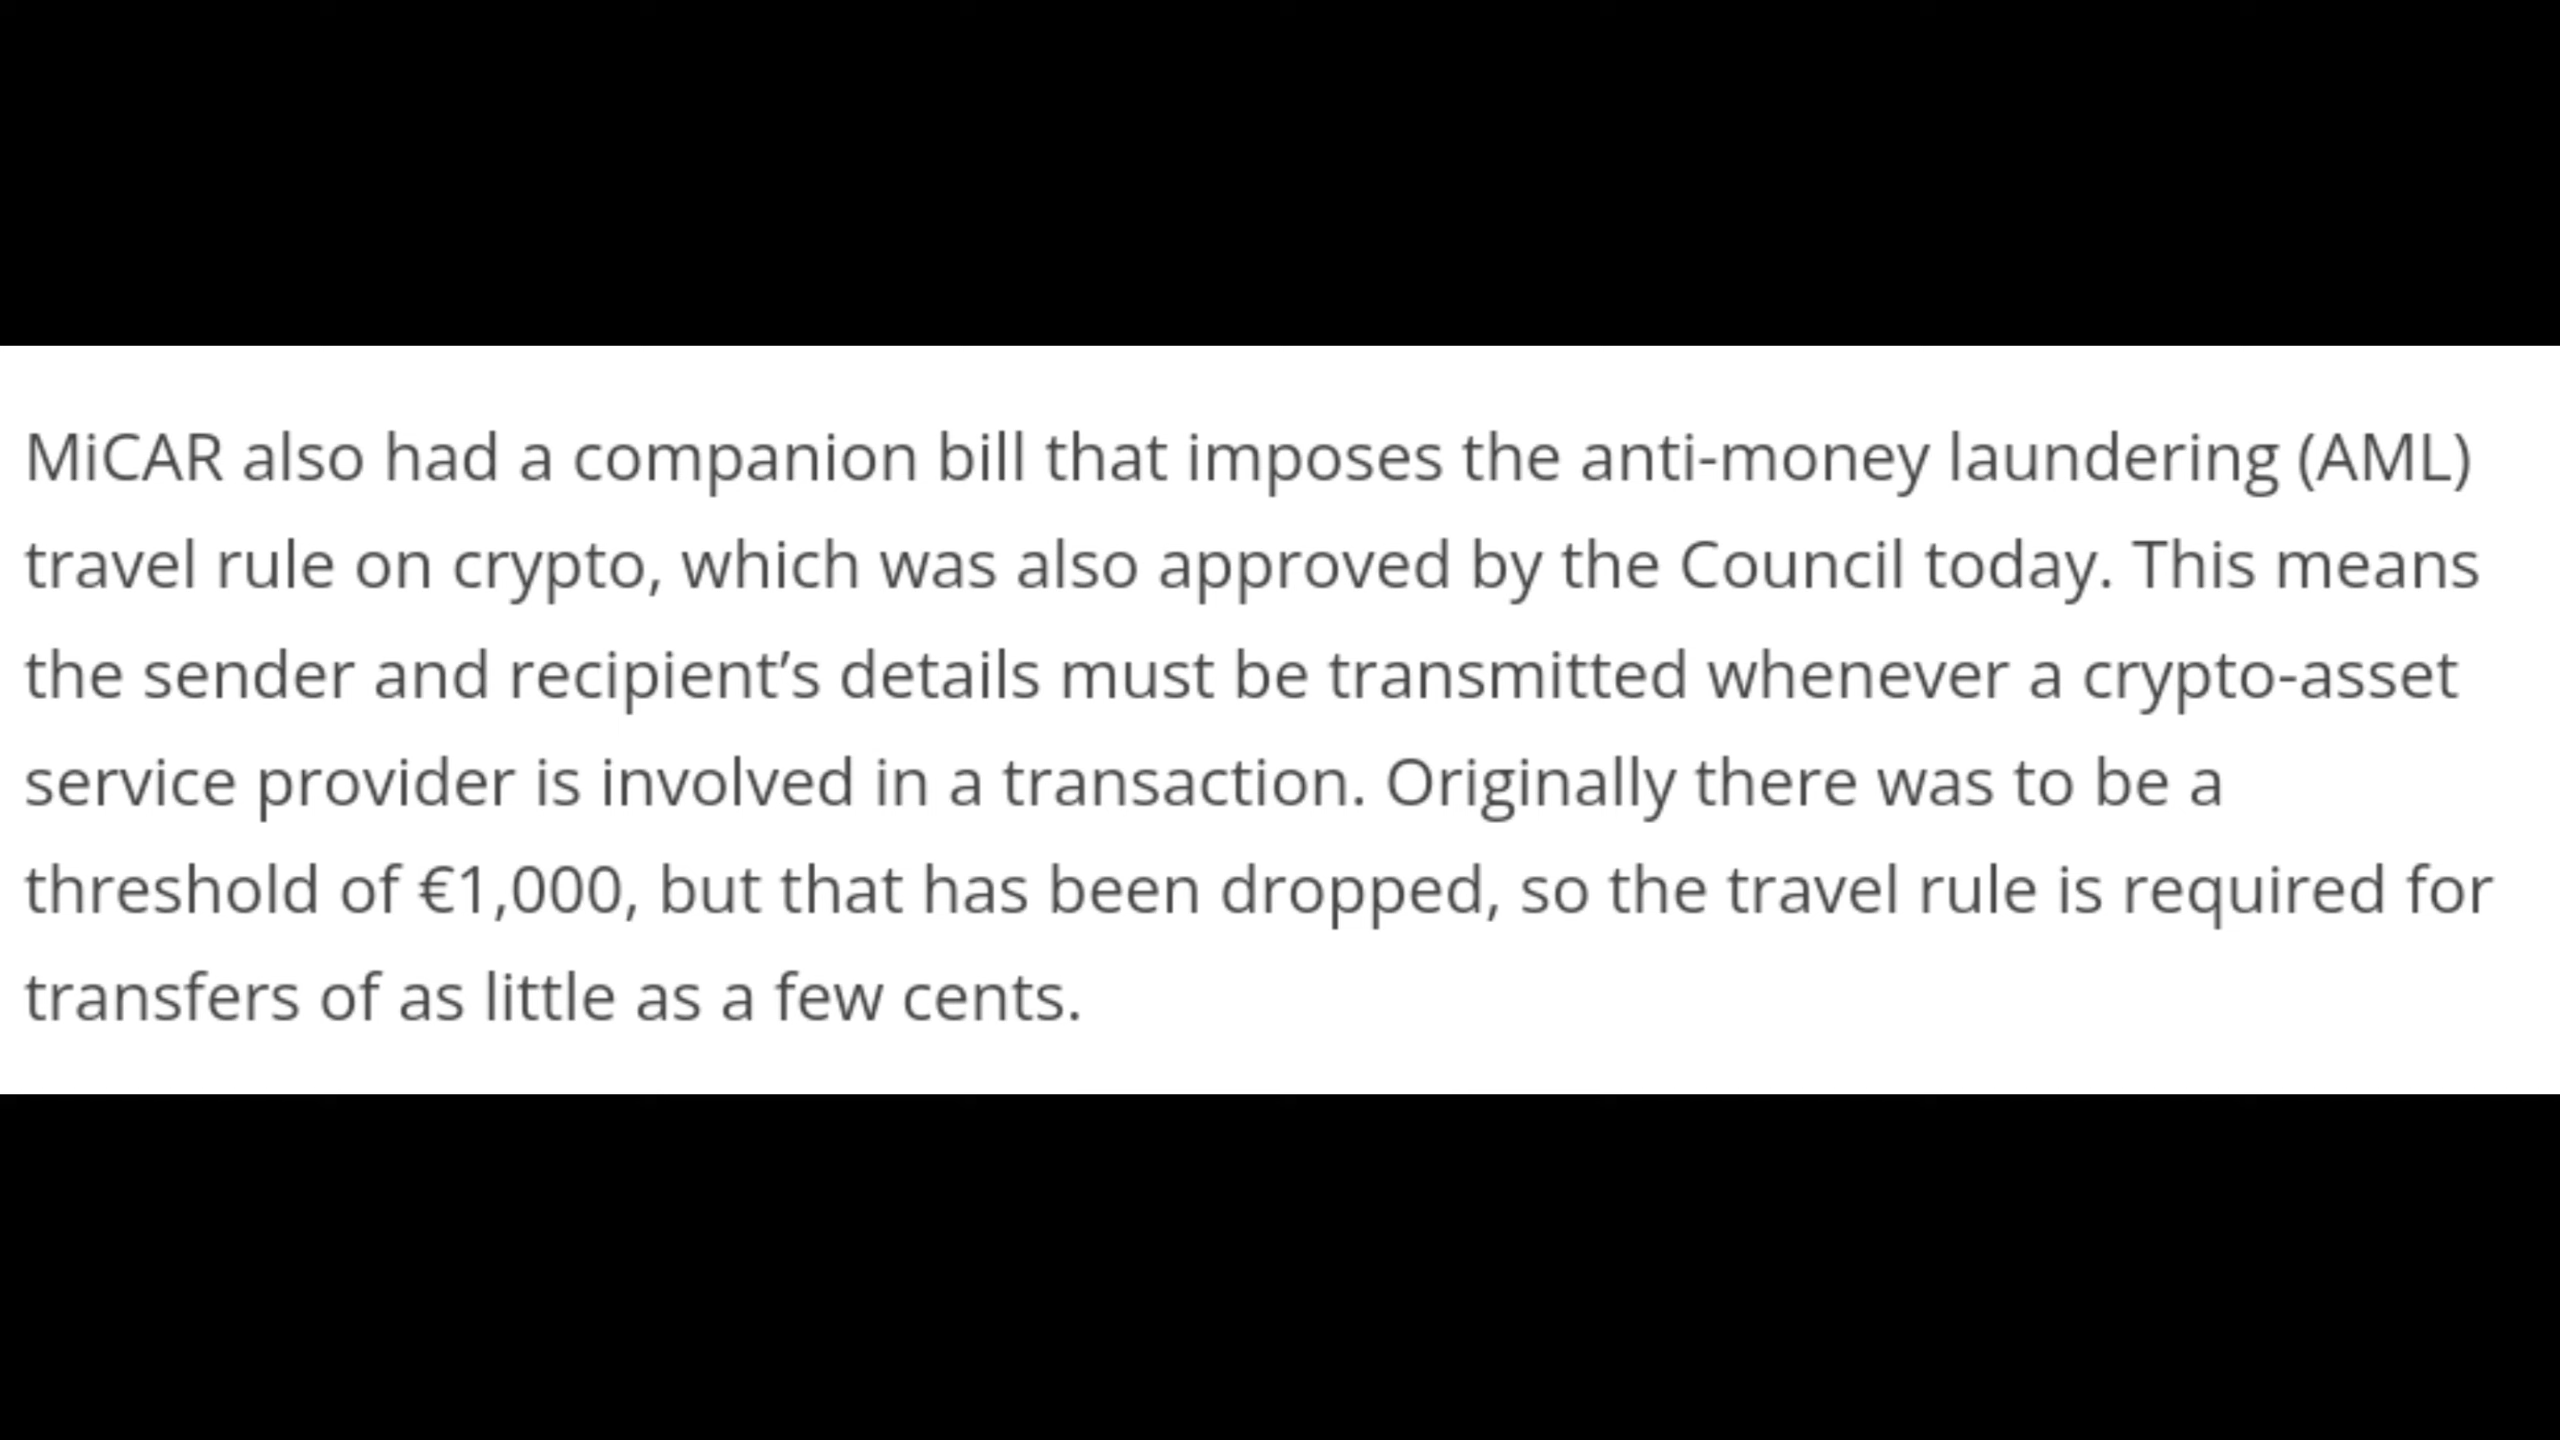 MiCAR also had a companion bill that imposes the anti-money laundering (AML)
travel rule on crypto, which was also approved by the Council today. This means
the sender and recipient’s details must be transmitted whenever a crypto-asset
service provider is involved in a transaction. Originally there was to be a
threshold of €1,000, but that has been dropped, so the travel rule is required for
transfers of as little as a few cents.